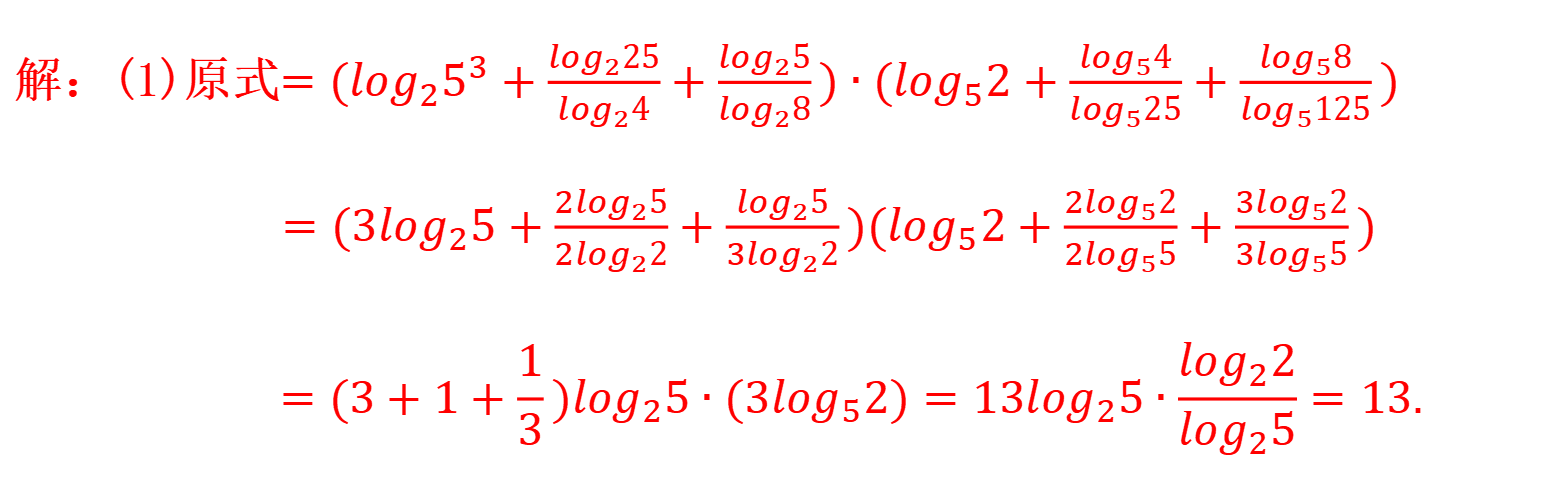 解：(1)原式= (log₂5³ + log₂25/log₂4 + log₂5/log₂8) · (log₅2 + log₅4/log₅25 + log₅8/log₅125)
= (3log₂5 + 2log₂5/2log₂2 + log₂5/3log₂2)(log₅2 + 2log₅2/2log₅5 + 3log₅2/3log₅5)
= (3 + 1 + 1/3)log₂5 · (3log₅2) = 13log₂5 · log₂2/log₂5 = 13.